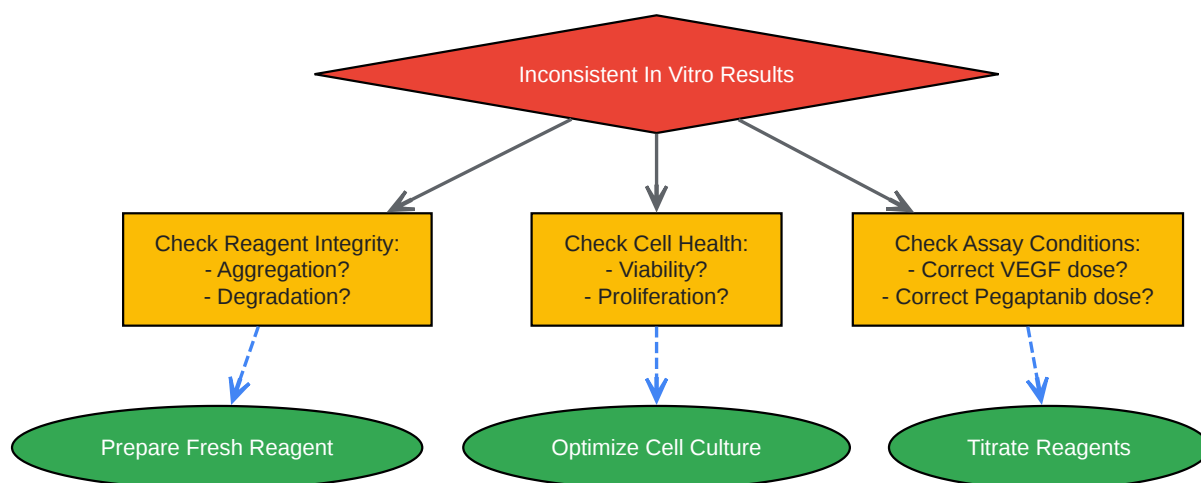 Inconsistent In Vitro Results
Check Reagent Integrity:
- Aggregation?
- Degradation?
Check Cell Health:
- Viability?
- Proliferation?
Check Assay Conditions:
- Correct VEGF dose?
- Correct Pegaptanib dose?
Prepare Fresh Reagent
Optimize Cell Culture
Titrate Reagents